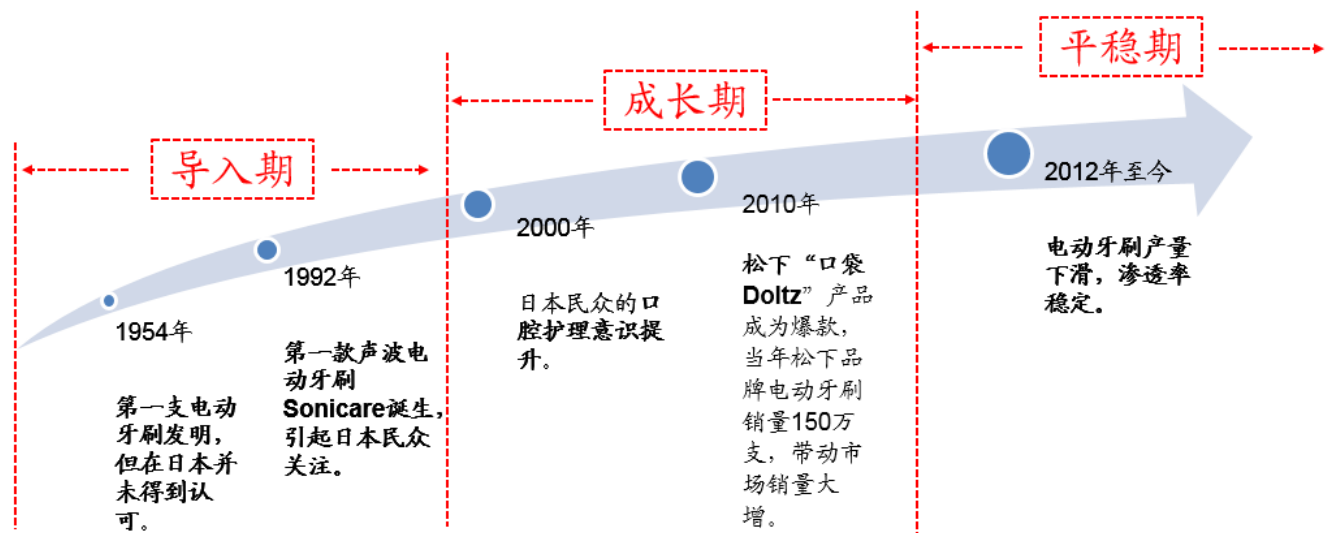 导入期
成长期
平稳期
1954年
第一支电动
牙刷发明，
但在日本并
未得到认
可。
1992年
第一款声波电
动牙刷
Sonicare诞生，
引起日本民众
关注。
2000年
日本民众的口
腔护理意识提
升。
2010年
松下“口袋
Doltz”产品
成为爆款，
当年松下品
牌电动牙刷
销量150万
支，带动市
场销量大
增。
2012年至今
电动牙刷产量
下滑，渗透率
稳定。